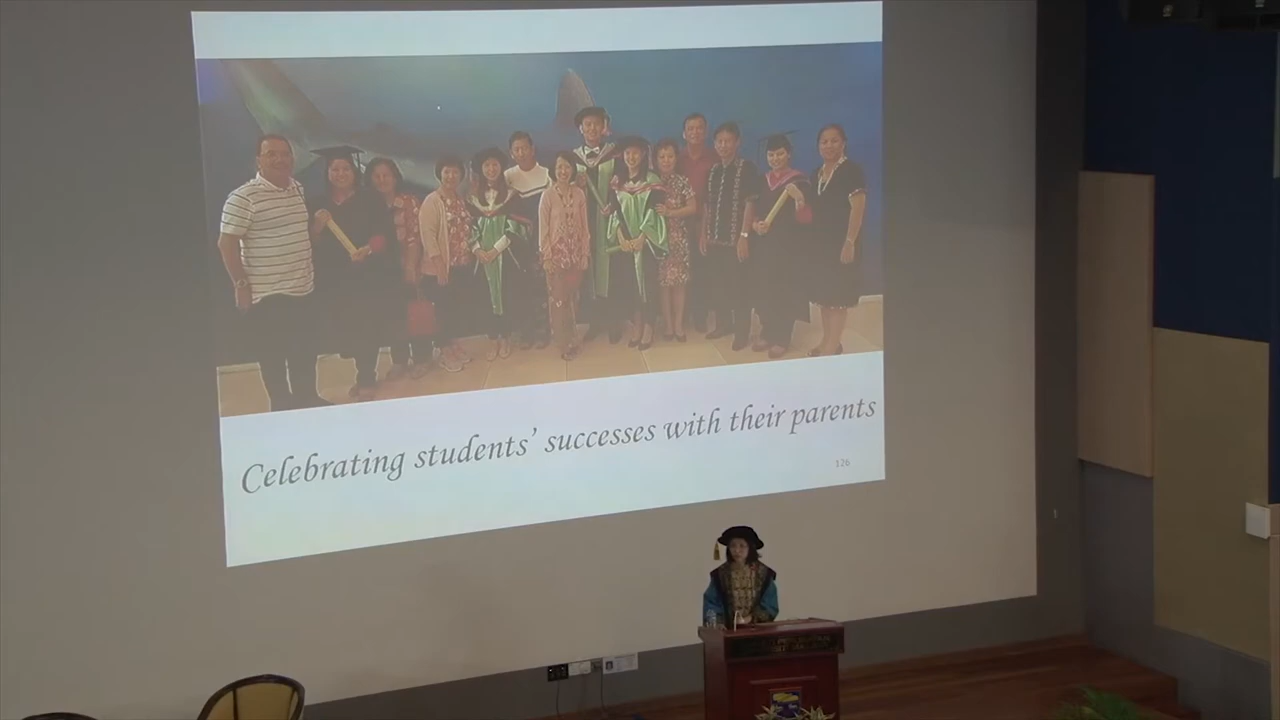 Celebrating students’ successes with their parents
126